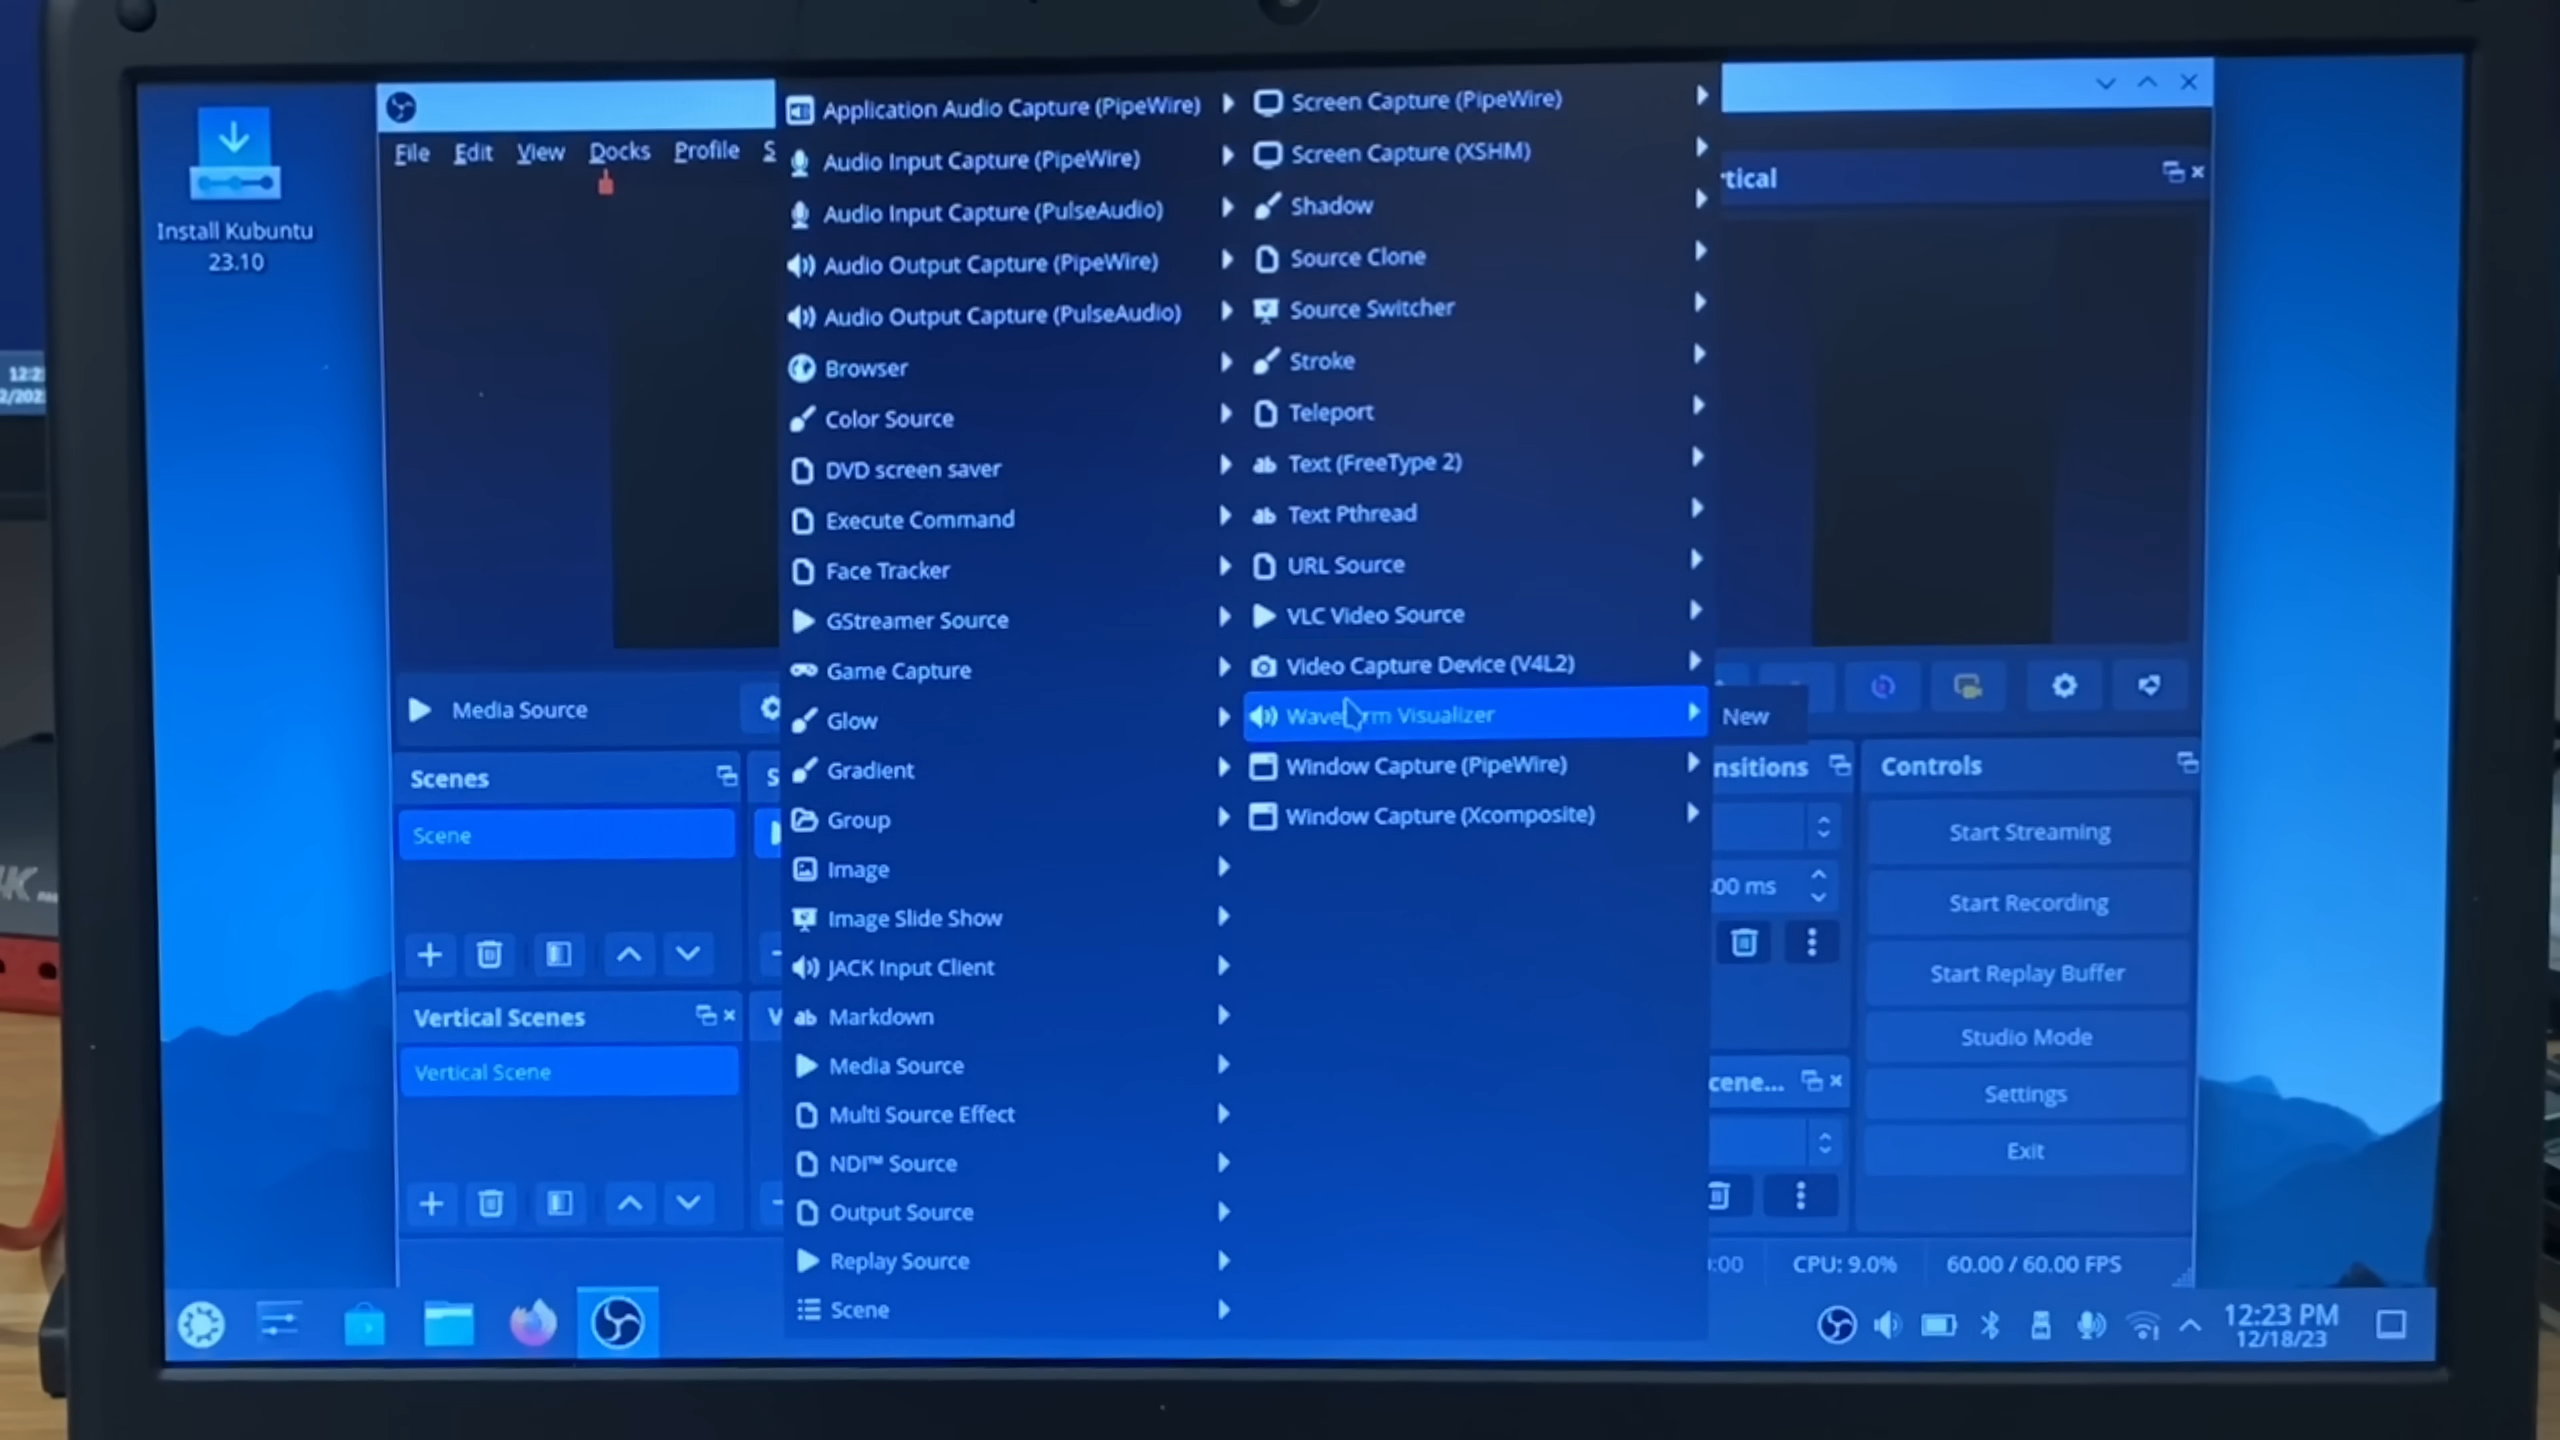 Install Kubuntu
23.10
File Edit View Docks Profile S
Application Audio Capture (PipeWire)
Audio Input Capture (PipeWire)
Audio Input Capture (PulseAudio)
Audio Output Capture (PipeWire)
Audio Output Capture (PulseAudio)
Browser
Color Source
DVD screen saver
Execute Command
Face Tracker
GStreamer Source
Game Capture
Glow
Gradient
Group
Image
Image Slide Show
JACK Input Client
Markdown
Media Source
Multi Source Effect
NDI™ Source
Output Source
Replay Source
Scene
Screen Capture (PipeWire)
Screen Capture (XSHM)
Shadow
Source Clone
Source Switcher
Stroke
Teleport
Text (FreeType 2)
Text Pthread
URL Source
VLC Video Source
Video Capture Device (V4L2)
Waveform Visualizer
Window Capture (PipeWire)
Window Capture (Xcomposite)
New
rtical
Media Source
Scenes
S
Scene
Vertical Scenes
V
Vertical Scene
nsitions
00 ms
cene...
Controls
Start Streaming
Start Recording
Start Replay Buffer
Studio Mode
Settings
Exit
:00
CPU: 9.0%
60.00 / 60.00 FPS
12:23 PM
12/18/23
12:2
2/202